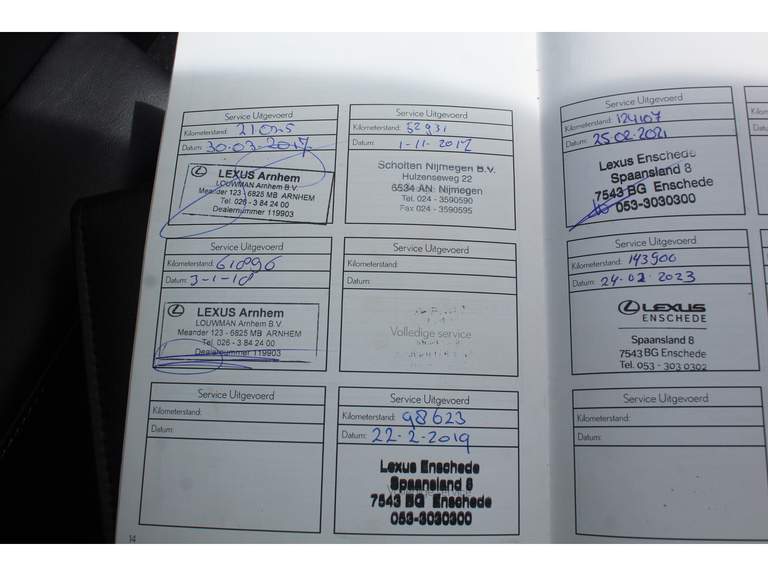 Service Uitgevoerd
Kilometerstand: 21025
Datum: 30-03-2017
LEXUS Arnhem
LOUWMAN Arnhem B.V.
Meander 123 - 6825 MB ARNHEM
Tel. 026 - 3 84 24 00
Dealernummer 119903
Service Uitgevoerd
Kilometerstand: 52931
Datum: 1-11-2017
Scholten Nijmegen B.V.
Hulzenseweg 22
6534 AN Nijmegen
Tel. 024 - 3590590
Fax 024 - 3590595
Service Uitgevoerd
Kilometerstand: 61096
Datum: 3-1-18
LEXUS Arnhem
LOUWMAN Arnhem B.V.
Meander 123 - 6825 MB ARNHEM
Tel. 026 - 3 84 24 00
Dealernummer 119903
Service Uitgevoerd
Kilometerstand:
Datum:
Volledige service
Service Uitgevoerd
Kilometerstand:
Datum:
Service Uitgevoerd
Kilometerstand: 98623
Datum: 22-2-2019
Lexus Enschede
Spaansland 8
7543 BG Enschede
053-3030300
14
Service Uitgevoerd
Kilometerstand: 124107
Datum: 25-02-2021
Lexus Enschede
Spaansland 8
7543 BG Enschede
053-3030300
Service Uitgevoerd
Kilometerstand: 143900
Datum: 24-02-2023
LEXUS
ENSCHEDE
Spaansland 8
7543 BG Enschede
Tel. 053 - 303 0302
Service Uitgevoerd
Kilometerstand:
Datum: